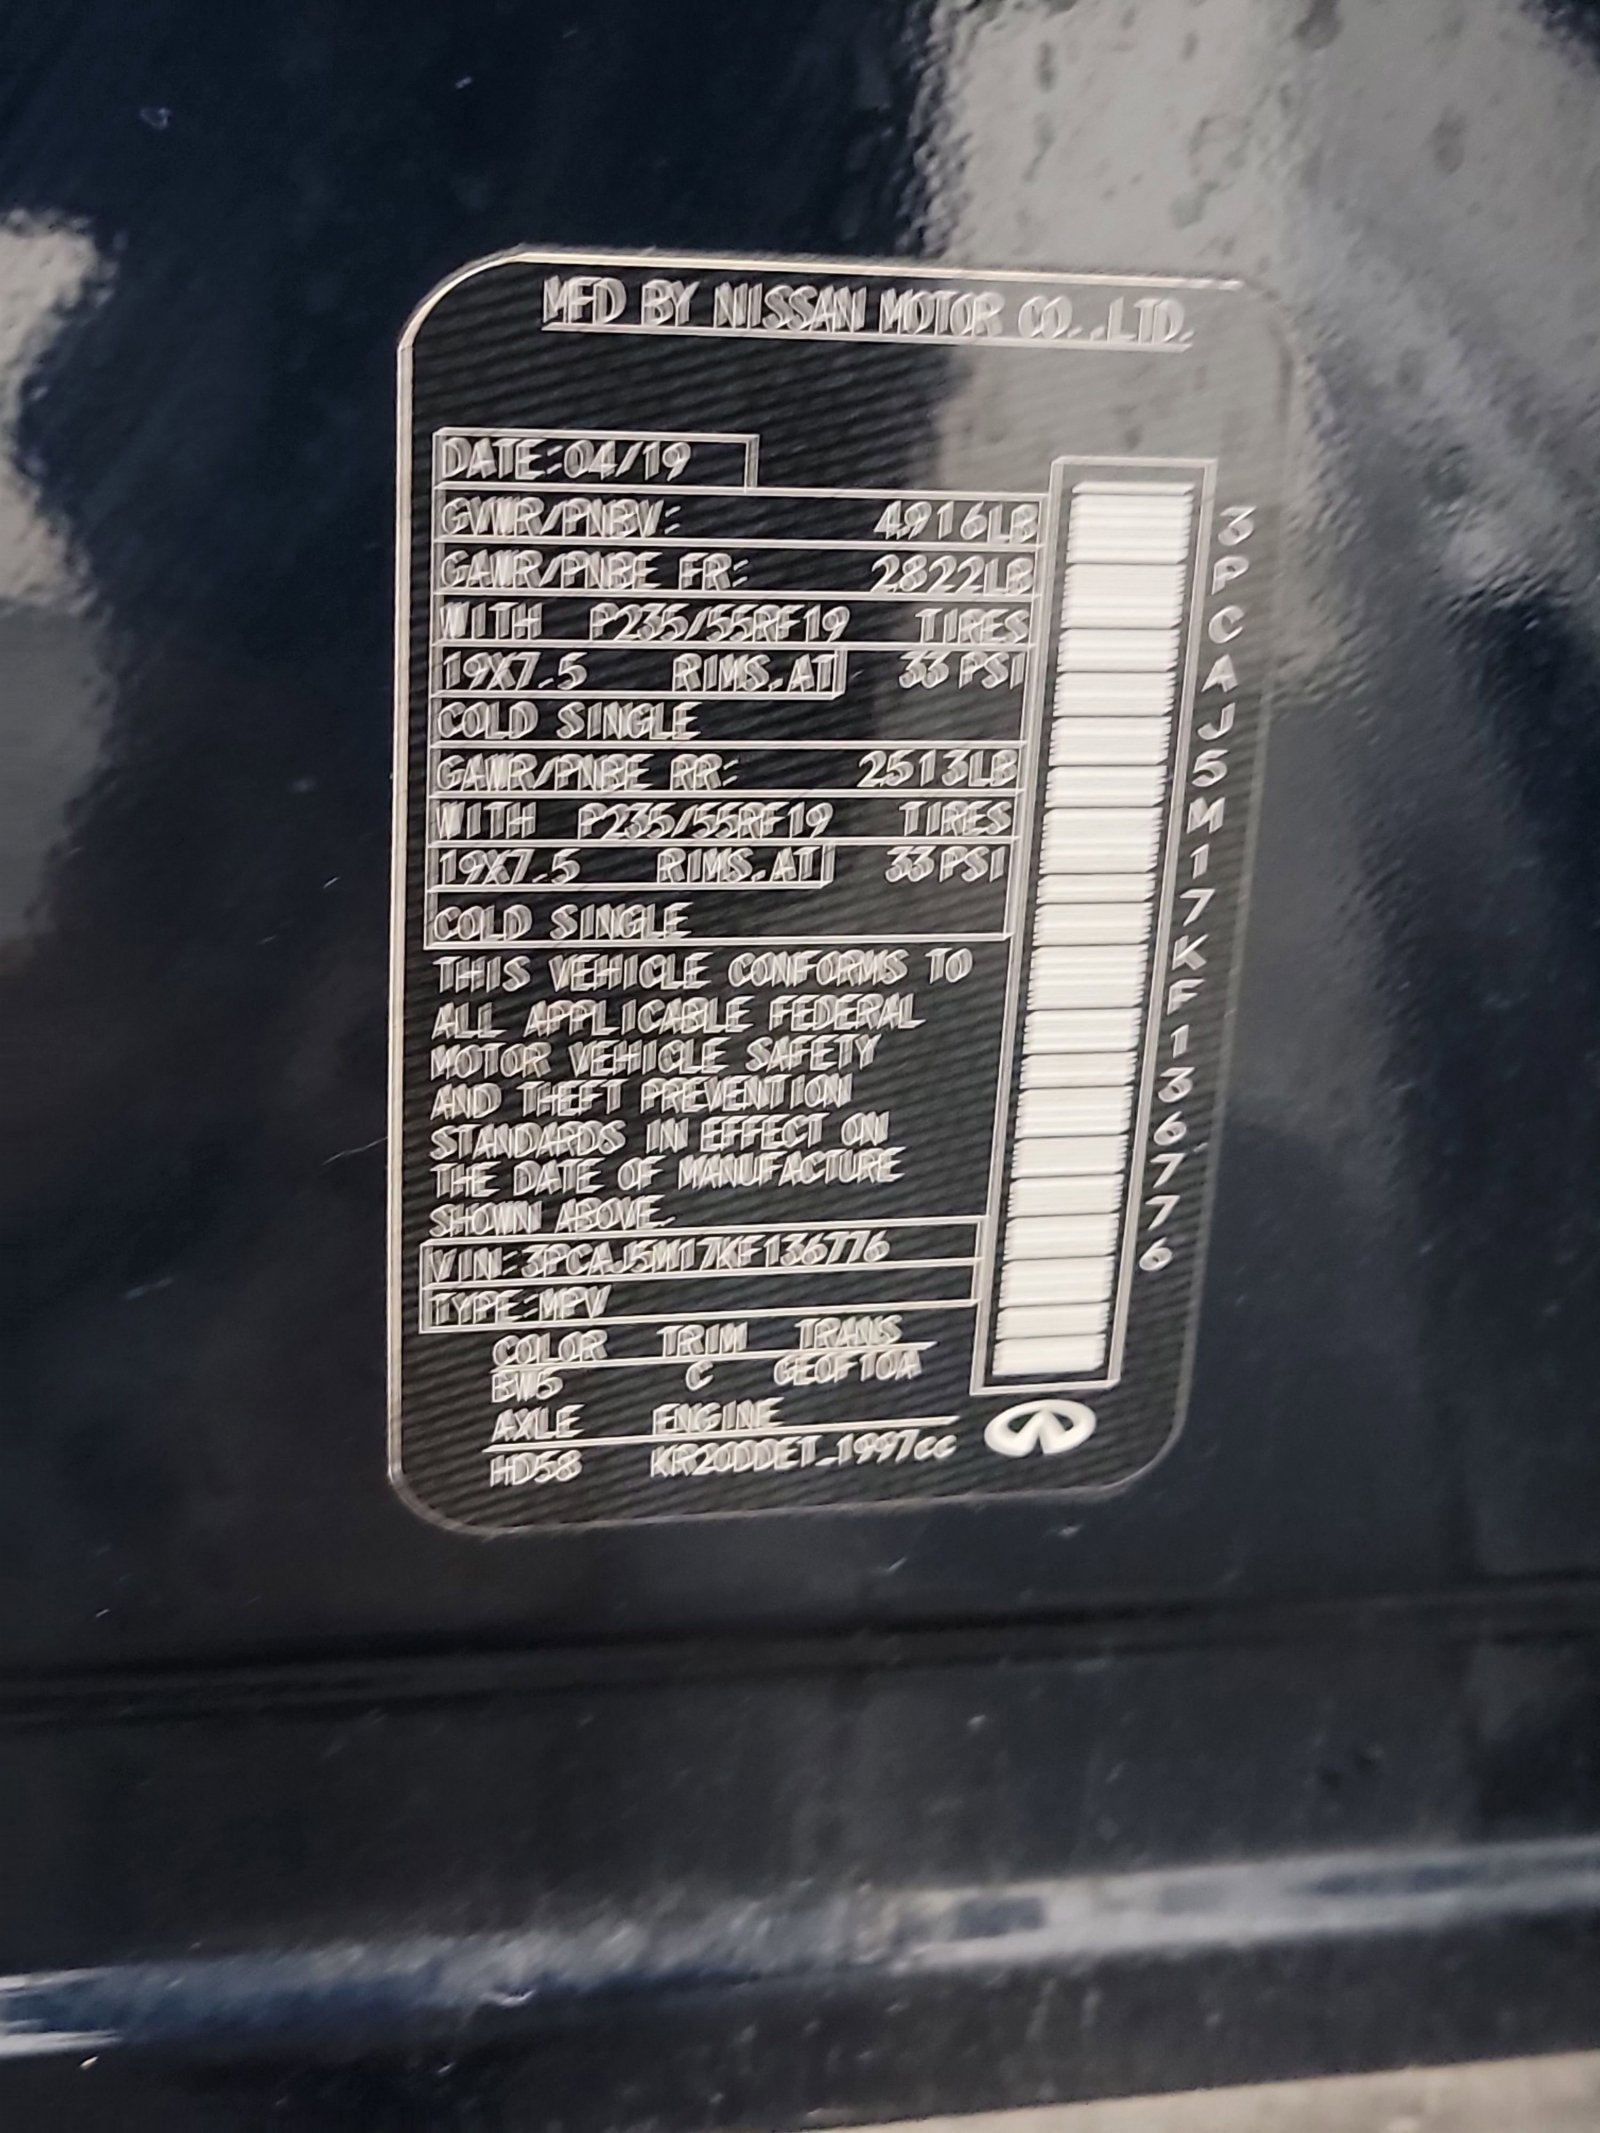 MFD BY NISSAN MOTOR CO.,LTD.
DATE:04/19
GVWR/PNBV: 4916LB
GAWR/PNBE FR: 2822LB
WITH P235/55RF19 TIRES
19X7.5 RIMS.AT 33 PSI
COLD SINGLE
GAWR/PNBE RR: 2513LB
WITH P235/55RF19 TIRES
19X7.5 RIMS.AT 33 PSI
COLD SINGLE
THIS VEHICLE CONFORMS TO
ALL APPLICABLE FEDERAL
MOTOR VEHICLE SAFETY
AND THEFT PREVENTION
STANDARDS IN EFFECT ON
THE DATE OF MANUFACTURE
SHOWN ABOVE.
VIN:3PCAJ5M17KF136776
TYPE:MPV
COLOR TRIM TRANS
BW5 C GE0F10A
AXLE ENGINE
HD58 KR20DDET_1997cc
3PCAJ5M17KF136776